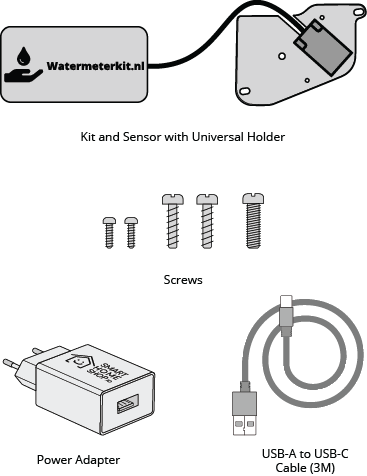 Watermeterkit.nl
Kit and Sensor with Universal Holder
Screws
SMART
HOME
SHOP
Power Adapter
USB-A to USB-C
Cable (3M)